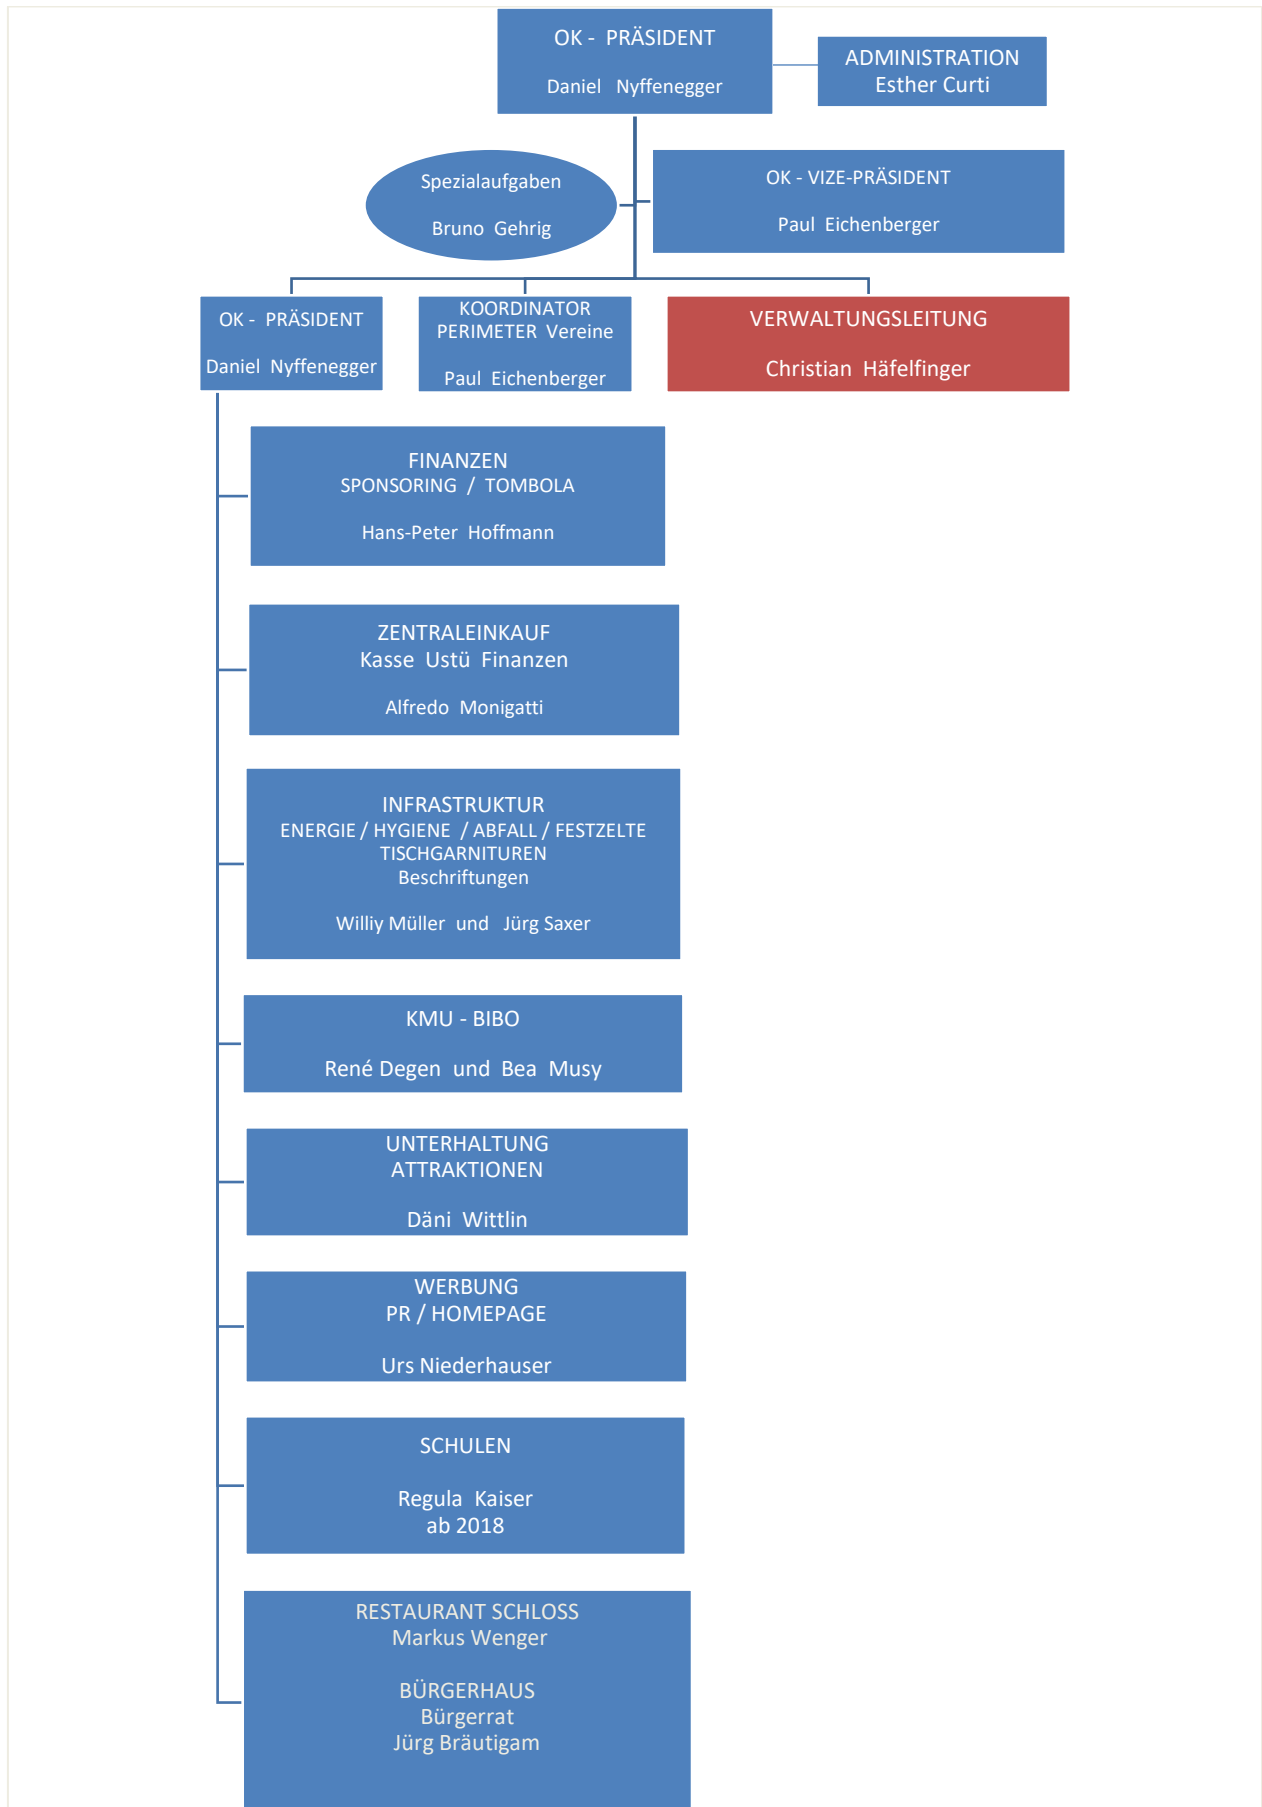 OK - PRÄSIDENT
Daniel Nyffenegger
ADMINISTRATION
Esther Curti
Spezialaufgaben
Bruno Gehrig
OK - VIZE-PRÄSIDENT
Paul Eichenberger
OK - PRÄSIDENT
Daniel Nyffenegger
KOORDINATOR
PERIMETER Vereine
Paul Eichenberger
VERWALTUNGSLEITUNG
Christian Häfelfinger
FINANZEN
SPONSORING / TOMBOLA
Hans-Peter Hoffmann
ZENTRALEINKAUF
Kasse Ustü Finanzen
Alfredo Monigatti
INFRASTRUKTUR
ENERGIE / HYGIENE / ABFALL / FESTZELTE
TISCHGARNITUREN
Beschriftungen
Williy Müller und Jürg Saxer
KMU - BIBO
René Degen und Bea Musy
UNTERHALTUNG
ATTRAKTIONEN
Däni Wittlin
WERBUNG
PR / HOMEPAGE
Urs Niederhauser
SCHULEN
Regula Kaiser
ab 2018
RESTAURANT SCHLOSS
Markus Wenger
BÜRGERHAUS
Bürgerrat
Jürg Bräutigam